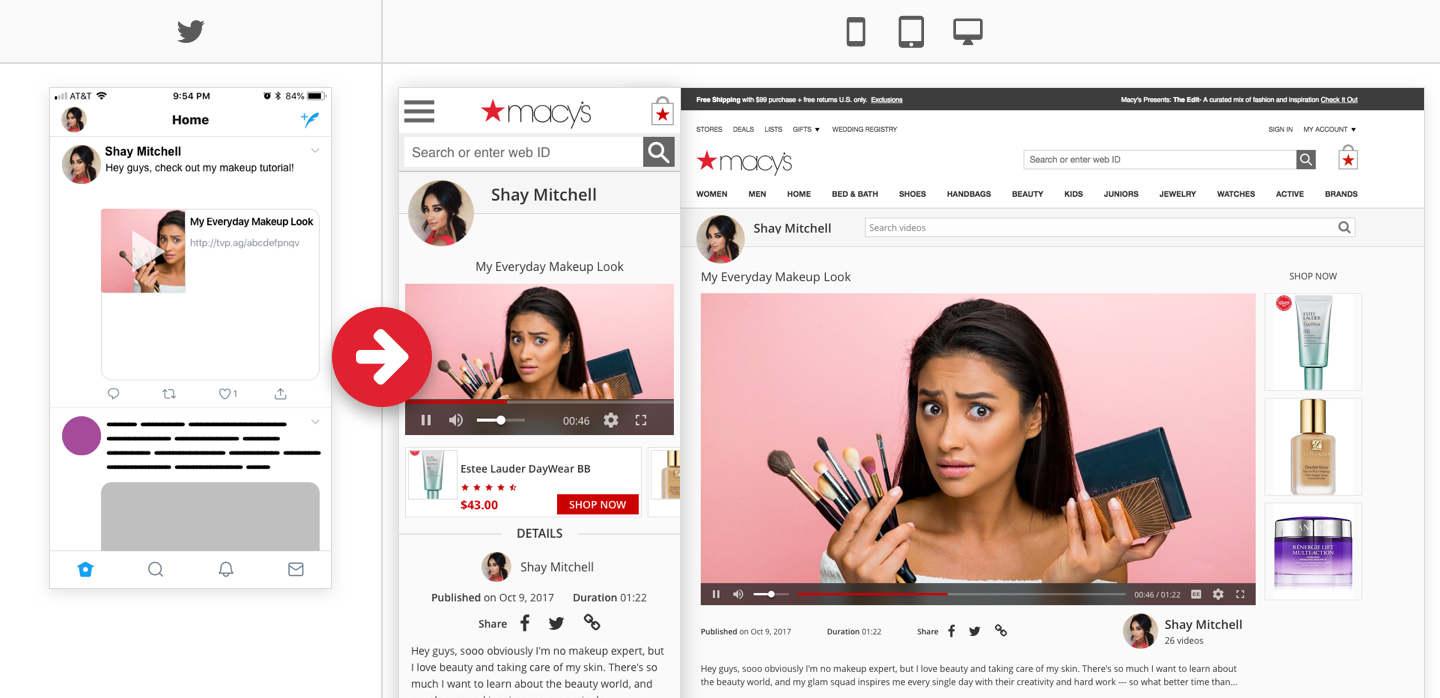 AT&T
9:54 PM
84%
Home
Shay Mitchell
Hey guys, check out my makeup tutorial!
My Everyday Makeup Look
http://tvp.ag/abcdefpnqv
1
macy's
Search or enter web ID
Shay Mitchell
My Everyday Makeup Look
00:46
Estee Lauder DayWear BB
$43.00
SHOP NOW
DETAILS
Shay Mitchell
Published on Oct 9, 2017 Duration 01:22
Share
Hey guys, sooo obviously I'm no makeup expert, but
I love beauty and taking care of my skin. There's so
much I want to learn about the beauty world, and
Free Shipping with $99 purchase + free returns U.S. only. Exclusions
Macy's Presents: The Edit- A curated mix of fashion and inspiration Check It Out
STORES DEALS LISTS GIFTS WEDDING REGISTRY
SIGN IN MY ACCOUNT
macy's
Search or enter web ID
WOMEN MEN HOME BED & BATH SHOES HANDBAGS BEAUTY KIDS JUNIORS JEWELRY WATCHES ACTIVE BRANDS
Shay Mitchell
Search videos
My Everyday Makeup Look
SHOP NOW
ESTEE
LAUDER
DayWear
BB
Double Wear
RÉNERGIE LIFT
MULTI-ACTION
00:46 / 01:22
CC
Published on Oct 9, 2017 Duration 01:22 Share
Shay Mitchell
26 videos
Hey guys, sooo obviously I'm no makeup expert, but I love beauty and taking care of my skin. There's so much I want to learn about
the beauty world, and my glam squad inspires me every single day with their creativity and hard work --- so what better time than...